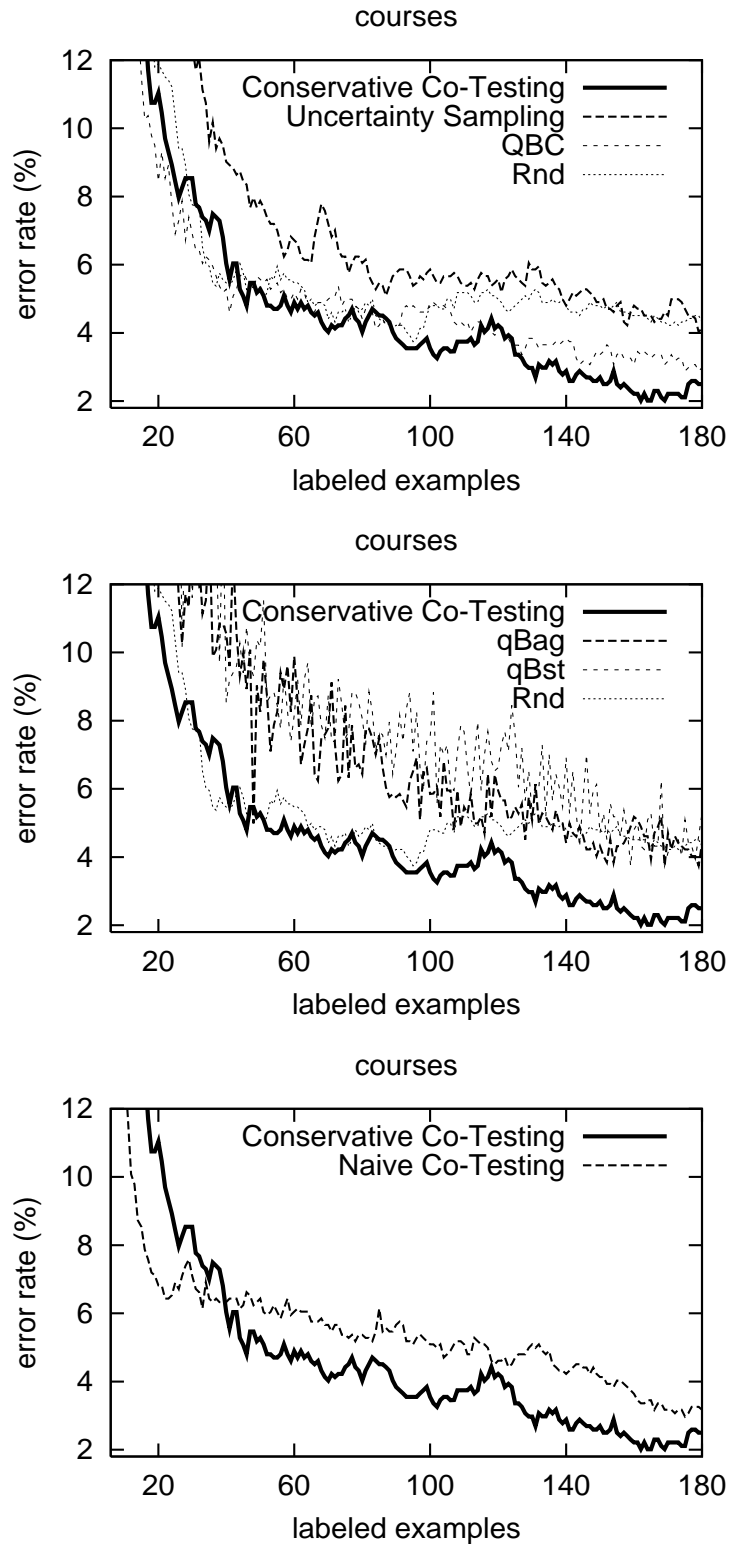 courses
12
10
8
6
4
2
error rate (%)
Conservative Co-Testing
Uncertainty Sampling
QBC
Rnd
20 60 100 140 180
labeled examples
courses
12
10
8
6
4
2
error rate (%)
Conservative Co-Testing
qBag
qBst
Rnd
20 60 100 140 180
labeled examples
courses
12
10
8
6
4
2
error rate (%)
Conservative Co-Testing
Naive Co-Testing
20 60 100 140 180
labeled examples